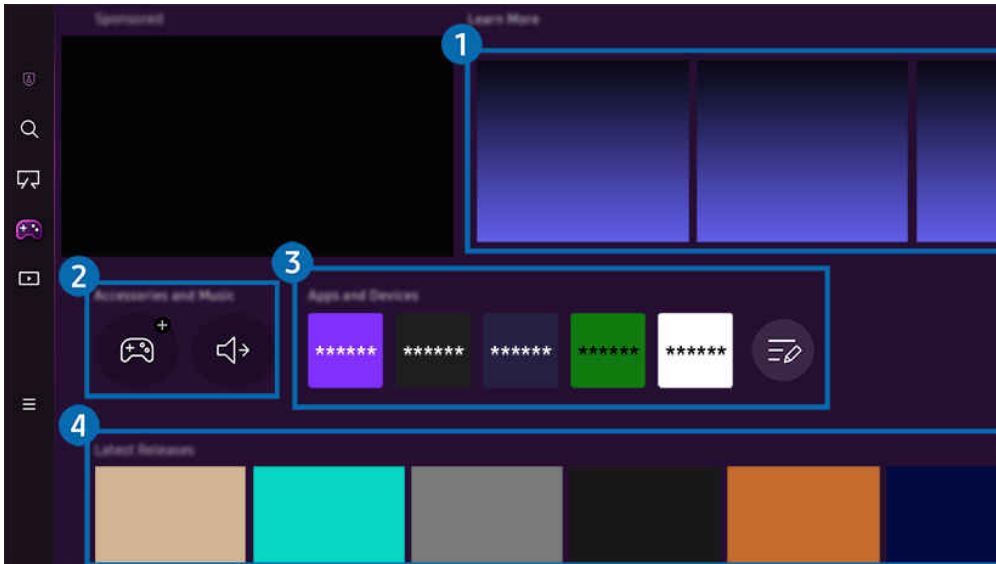 Sponsored
Learn More
1
2
3
Accessories and Music
Apps and Devices
****** ****** ****** ****** ******
4
Latest Releases